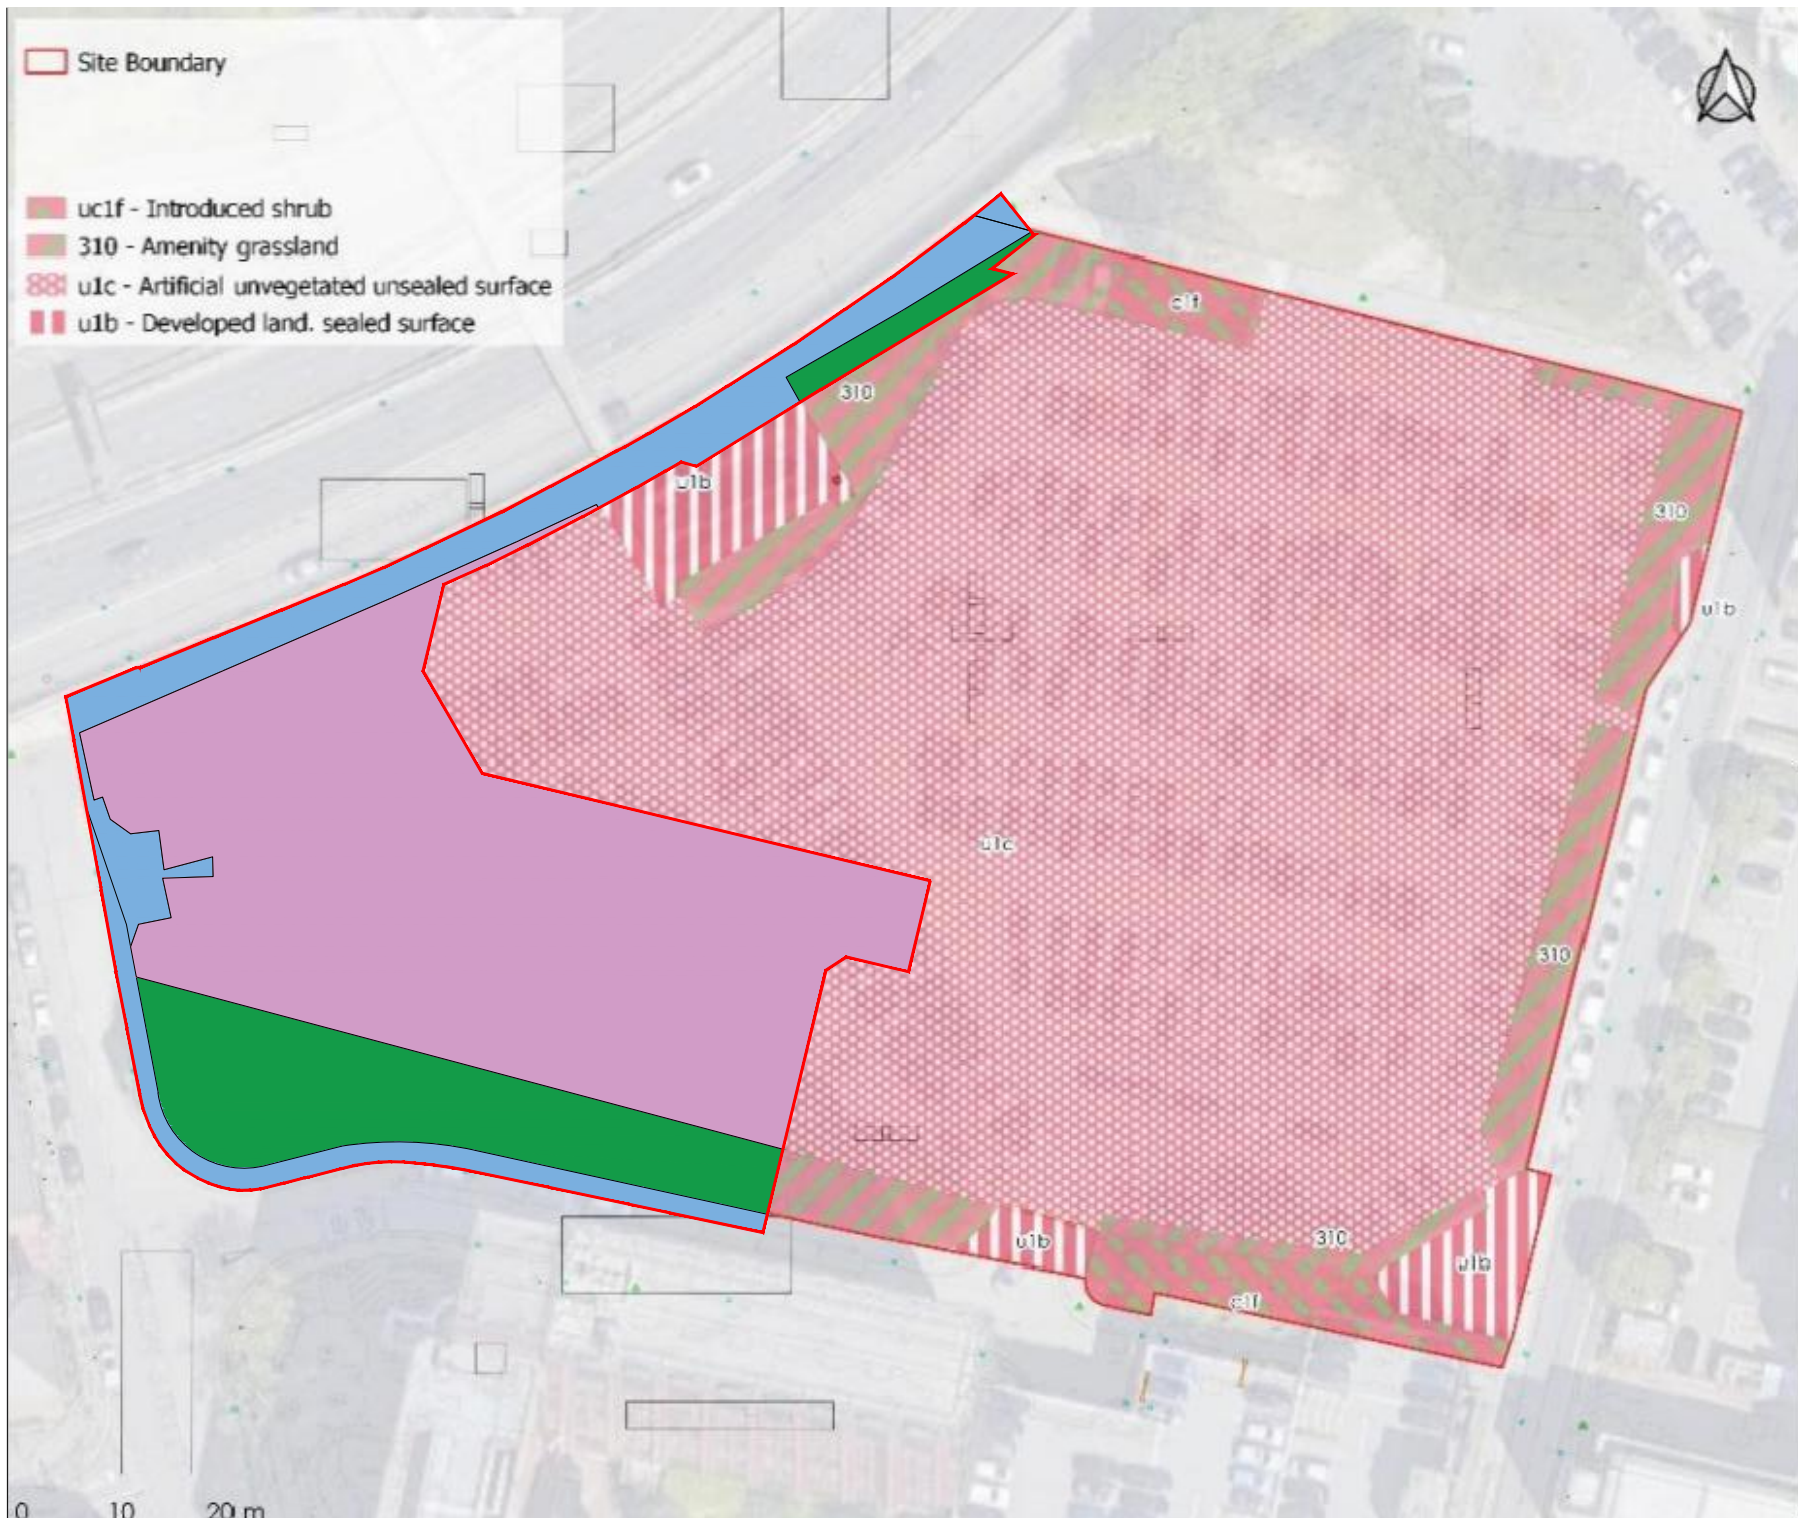 Site Boundary
uc1f - Introduced shrub
310 - Amenity grassland
u1c - Artificial unvegetated unsealed surface
u1b - Developed land. sealed surface
c1f
310
u1b
310
u1b
u1c
310
310
u1b
u1b
c1f
0 10 20 m